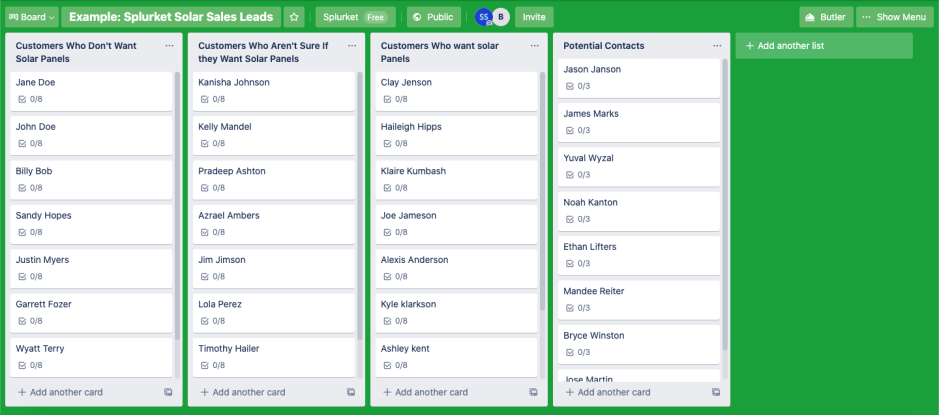 Board
Example: Splurket Solar Sales Leads
Splurket Free
Public
SS B
Invite
Butler
... Show Menu
Customers Who Don't Want
Solar Panels
Jane Doe
0/8
John Doe
0/8
Billy Bob
0/8
Sandy Hopes
0/8
Justin Myers
0/8
Garrett Fozer
0/8
Wyatt Terry
0/8
+ Add another card
Customers Who Aren't Sure If
they Want Solar Panels
Kanisha Johnson
0/8
Kelly Mandel
0/8
Pradeep Ashton
0/8
Azrael Ambers
0/8
Jim Jimson
0/8
Lola Perez
0/8
Timothy Hailer
0/8
+ Add another card
Customers Who want solar
Panels
Clay Jenson
0/8
Haileigh Hipps
0/8
Klaire Kumbash
0/8
Joe Jameson
0/8
Alexis Anderson
0/8
Kyle klarkson
0/8
Ashley kent
0/8
+ Add another card
Potential Contacts
Jason Janson
0/3
James Marks
0/3
Yuval Wyzal
0/3
Noah Kanton
0/3
Ethan Lifters
0/3
Mandee Reiter
0/3
Bryce Winston
0/3
Jose Martin
+ Add another card
+ Add another list